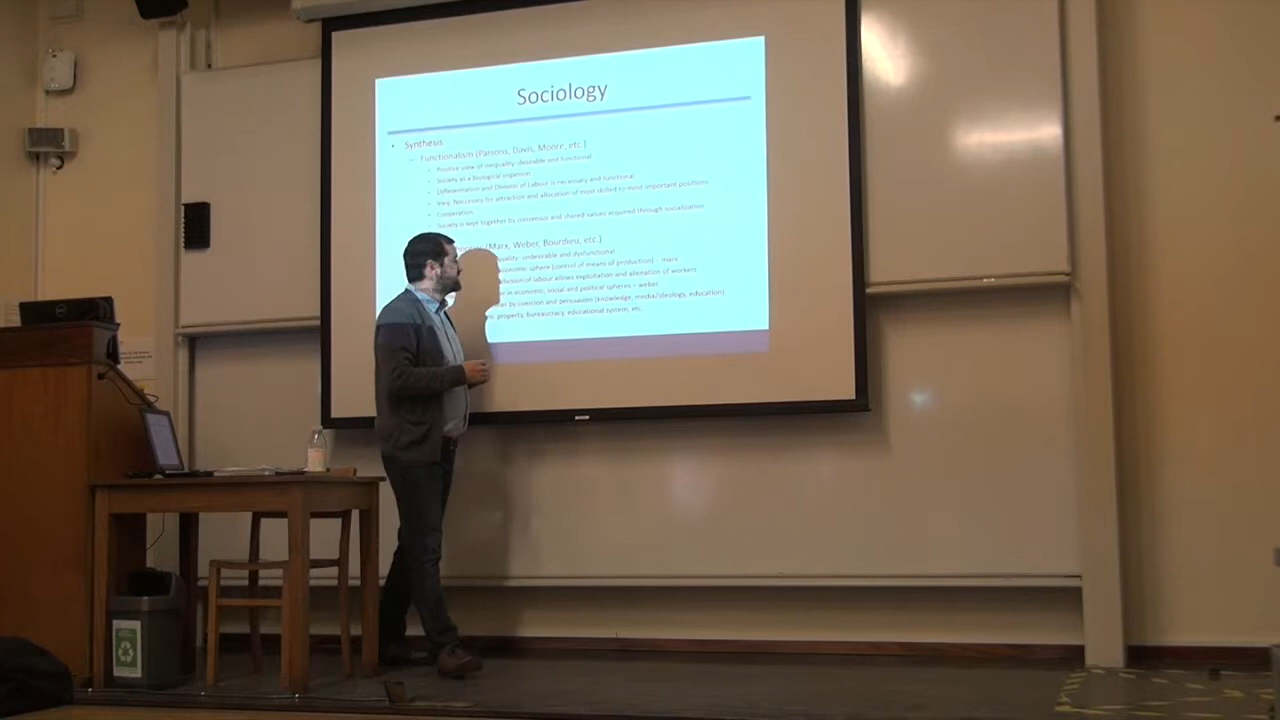 Sociology
• Synthesis
– Functionalism (Parsons, Davis, Moore, etc.)
• Positive view of inequality: desirable and functional
• Society as a biological organism
• Differentiation and Division of Labour is necessary and functional
• Ineq. Neccesary for attraction and allocation of most skilled to most important positions
• Cooperation
• Society is kept together by consensus and shared values acquired through socialization
(Marx, Weber, Bourdieu, etc.)
undesirable and dysfunctional
economic sphere (control of means of production) – marx
division of labour allows exploitation and alienation of workers
in economic, social and political spheres – weber
by coercion and persuasion (knowledge, media/ideology, education)
property, bureaucracy, educational system, etc.
DELL